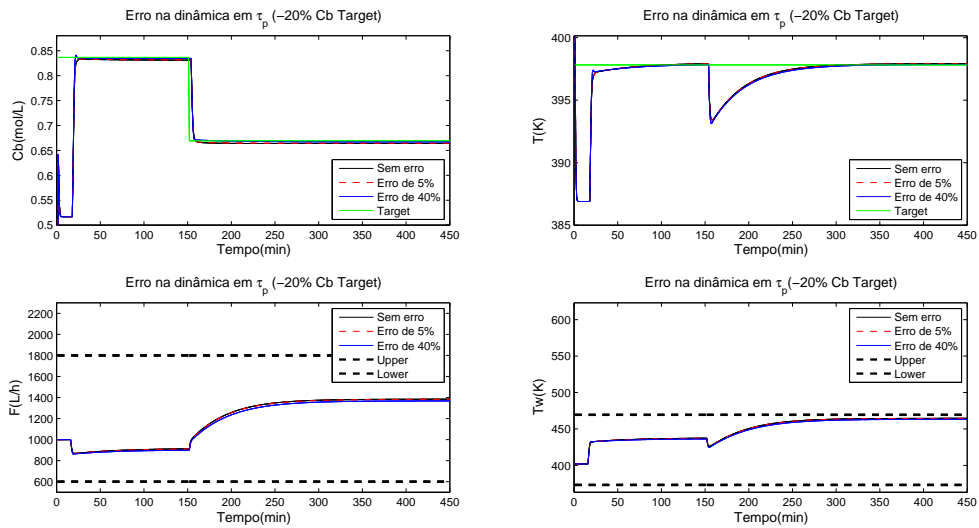 Erro na dinâmica em τp (−20% Cb Target)
Cb(mol/L)
0.85
0.8
0.75
0.7
0.65
0.6
0.55
0.5
0 50 100 150 200 250 300 350 400 450
Tempo(min)
Sem erro
Erro de 5%
Erro de 40%
Target
Erro na dinâmica em τp (−20% Cb Target)
T(K)
400
395
390
385
0 50 100 150 200 250 300 350 400 450
Tempo(min)
Sem erro
Erro de 5%
Erro de 40%
Target
Erro na dinâmica em τp (−20% Cb Target)
F(L/h)
2200
2000
1800
1600
1400
1200
1000
800
600
0 50 100 150 200 250 300 350 400 450
Tempo(min)
Sem erro
Erro de 5%
Erro de 40%
Upper
Lower
Erro na dinâmica em τp (−20% Cb Target)
Tw(K)
600
550
500
450
400
0 50 100 150 200 250 300 350 400 450
Tempo(min)
Sem erro
Erro de 5%
Erro de 40%
Upper
Lower